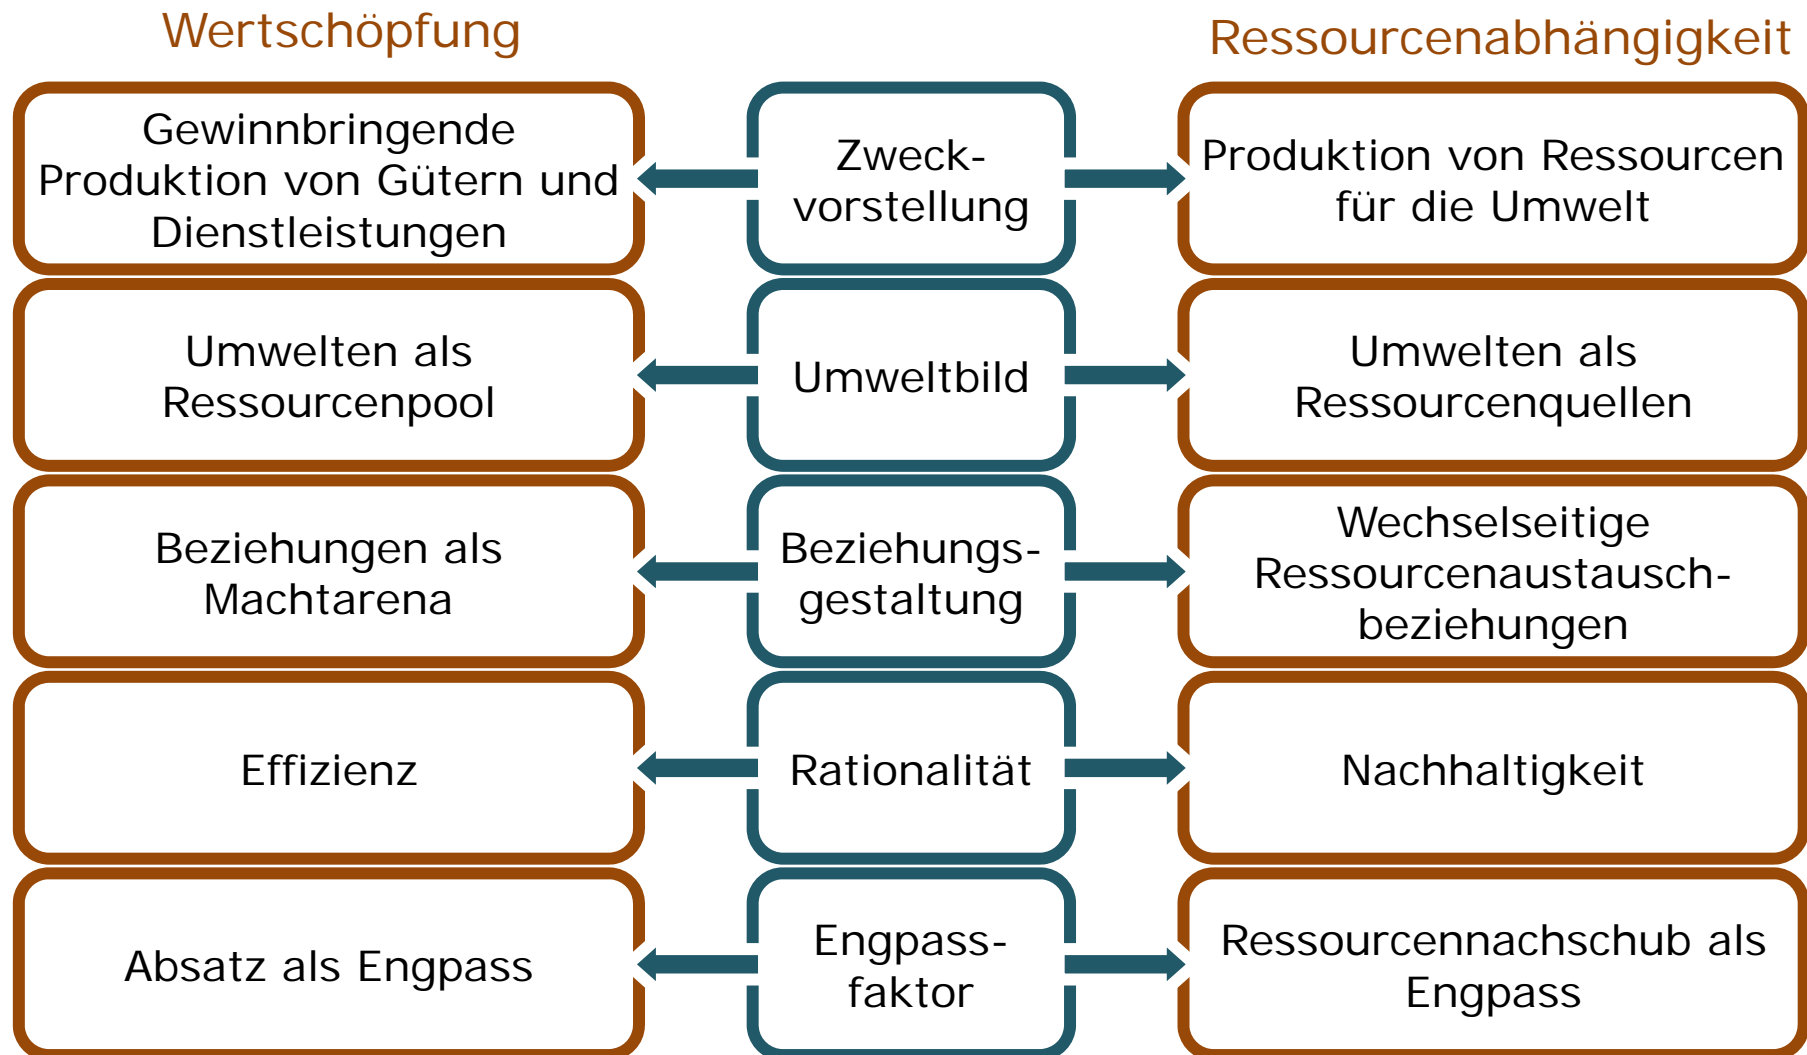 Wertschöpfung
Ressourcenabhängigkeit
Gewinnbringende
Produktion von Gütern und
Dienstleistungen
Zweck-
vorstellung
Produktion von Ressourcen
für die Umwelt
Umwelten als
Ressourcenpool
Umweltbild
Umwelten als
Ressourcenquellen
Beziehungen als
Machtarena
Beziehungs-
gestaltung
Wechselseitige
Ressourcenaustausch-
beziehungen
Effizienz
Rationalität
Nachhaltigkeit
Absatz als Engpass
Engpass-
faktor
Ressourcennachschub als
Engpass